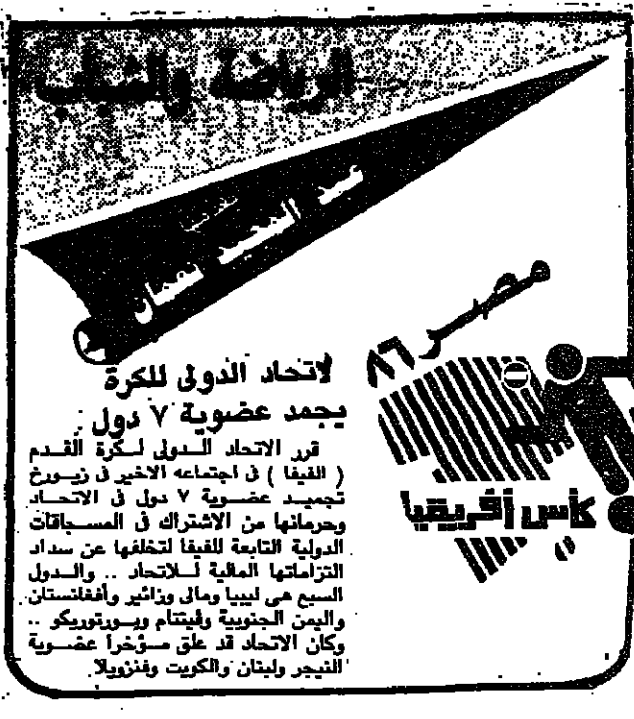 الرياضة والشباب
عبد المجيد نعمان
مصر ٨٦
كأس أفريقيا
لاتحاد الدولى للكرة
يجمد عضوية ٧ دول
قرر الاتحاد الدولى لكرة القدم
( الفيفا ) فى اجتماعه الاخير فى زيورخ
تجميد عضوية ٧ دول فى الاتحاد
وحرمانها من الاشتراك فى المسباقات
الدولية التابعة للفيفا لتخلفها عن سداد
التزاماتها المالية للاتحاد .. والدول
السبع هى ليبيا ومالى وزائير وأفغانستان
واليمن الجنوبية وفيتنام وبورتوريكو ..
وكان الاتحاد قد علق مؤخرا عضوية
النيجر ولبنان والكويت وفنزويلا